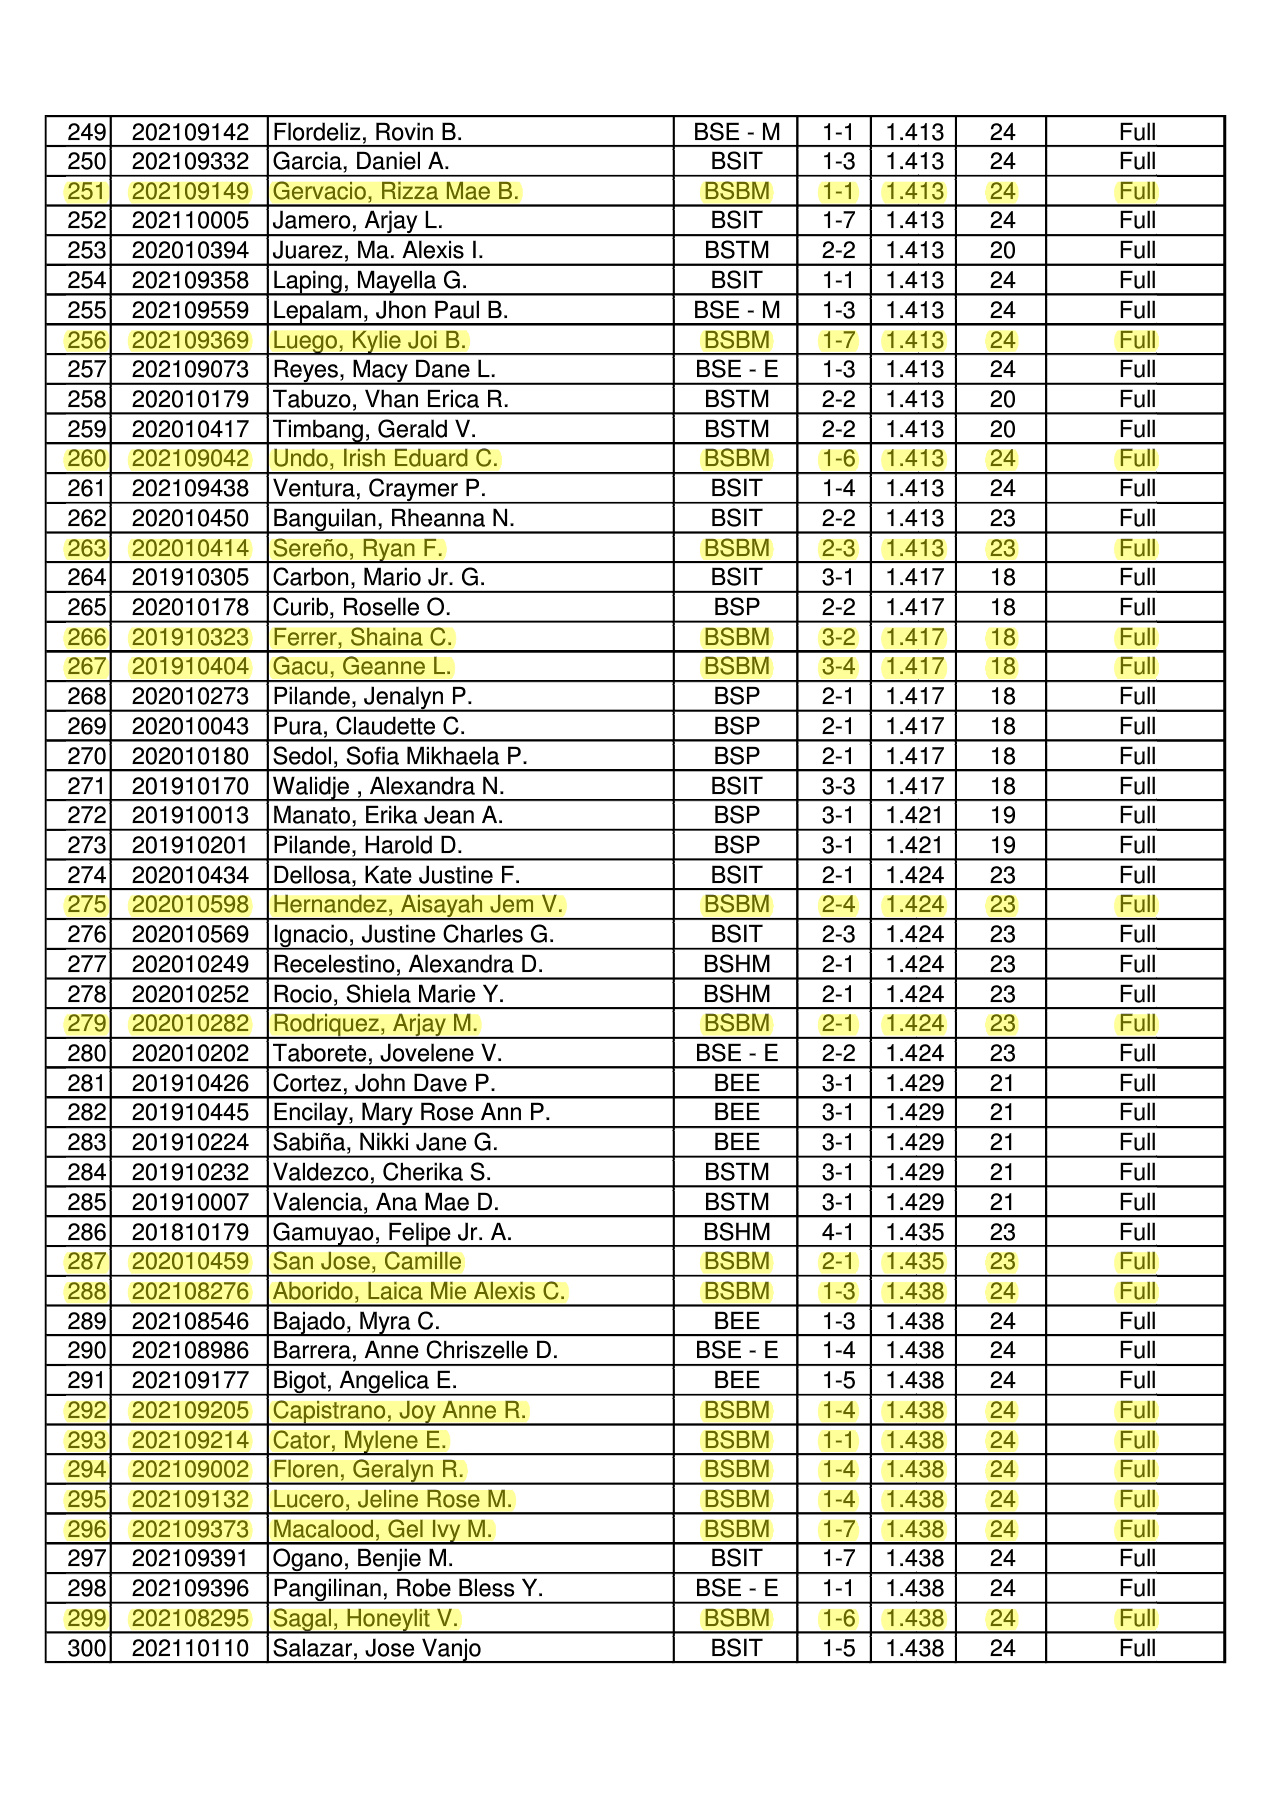 249 202109142 Flordeliz, Rovin B. BSE - M 1-1 1.413 24 Full
250 202109332 Garcia, Daniel A. BSIT 1-3 1.413 24 Full
251 202109149 Gervacio, Rizza Mae B. BSBM 1-1 1.413 24 Full
252 202110005 Jamero, Arjay L. BSIT 1-7 1.413 24 Full
253 202010394 Juarez, Ma. Alexis I. BSTM 2-2 1.413 20 Full
254 202109358 Laping, Mayella G. BSIT 1-1 1.413 24 Full
255 202109559 Lepalam, Jhon Paul B. BSE - M 1-3 1.413 24 Full
256 202109369 Luego, Kylie Joi B. BSBM 1-7 1.413 24 Full
257 202109073 Reyes, Macy Dane L. BSE - E 1-3 1.413 24 Full
258 202010179 Tabuzo, Vhan Erica R. BSTM 2-2 1.413 20 Full
259 202010417 Timbang, Gerald V. BSTM 2-2 1.413 20 Full
260 202109042 Undo, Irish Eduard C. BSBM 1-6 1.413 24 Full
261 202109438 Ventura, Craymer P. BSIT 1-4 1.413 24 Full
262 202010450 Banguilan, Rheanna N. BSIT 2-2 1.413 23 Full
263 202010414 Sereño, Ryan F. BSBM 2-3 1.413 23 Full
264 201910305 Carbon, Mario Jr. G. BSIT 3-1 1.417 18 Full
265 202010178 Curib, Roselle O. BSP 2-2 1.417 18 Full
266 201910323 Ferrer, Shaina C. BSBM 3-2 1.417 18 Full
267 201910404 Gacu, Geanne L. BSBM 3-4 1.417 18 Full
268 202010273 Pilande, Jenalyn P. BSP 2-1 1.417 18 Full
269 202010043 Pura, Claudette C. BSP 2-1 1.417 18 Full
270 202010180 Sedol, Sofia Mikhaela P. BSP 2-1 1.417 18 Full
271 201910170 Walidje , Alexandra N. BSIT 3-3 1.417 18 Full
272 201910013 Manato, Erika Jean A. BSP 3-1 1.421 19 Full
273 201910201 Pilande, Harold D. BSP 3-1 1.421 19 Full
274 202010434 Dellosa, Kate Justine F. BSIT 2-1 1.424 23 Full
275 202010598 Hernandez, Aisayah Jem V. BSBM 2-4 1.424 23 Full
276 202010569 Ignacio, Justine Charles G. BSIT 2-3 1.424 23 Full
277 202010249 Recelestino, Alexandra D. BSHM 2-1 1.424 23 Full
278 202010252 Rocio, Shiela Marie Y. BSHM 2-1 1.424 23 Full
279 202010282 Rodriquez, Arjay M. BSBM 2-1 1.424 23 Full
280 202010202 Taborete, Jovelene V. BSE - E 2-2 1.424 23 Full
281 201910426 Cortez, John Dave P. BEE 3-1 1.429 21 Full
282 201910445 Encilay, Mary Rose Ann P. BEE 3-1 1.429 21 Full
283 201910224 Sabiña, Nikki Jane G. BEE 3-1 1.429 21 Full
284 201910232 Valdezco, Cherika S. BSTM 3-1 1.429 21 Full
285 201910007 Valencia, Ana Mae D. BSTM 3-1 1.429 21 Full
286 201810179 Gamuyao, Felipe Jr. A. BSHM 4-1 1.435 23 Full
287 202010459 San Jose, Camille BSBM 2-1 1.435 23 Full
288 202108276 Aborido, Laica Mie Alexis C. BSBM 1-3 1.438 24 Full
289 202108546 Bajado, Myra C. BEE 1-3 1.438 24 Full
290 202108986 Barrera, Anne Chriszelle D. BSE - E 1-4 1.438 24 Full
291 202109177 Bigot, Angelica E. BEE 1-5 1.438 24 Full
292 202109205 Capistrano, Joy Anne R. BSBM 1-4 1.438 24 Full
293 202109214 Cator, Mylene E. BSBM 1-1 1.438 24 Full
294 202109002 Floren, Geralyn R. BSBM 1-4 1.438 24 Full
295 202109132 Lucero, Jeline Rose M. BSBM 1-4 1.438 24 Full
296 202109373 Macalood, Gel Ivy M. BSBM 1-7 1.438 24 Full
297 202109391 Ogano, Benjie M. BSIT 1-7 1.438 24 Full
298 202109396 Pangilinan, Robe Bless Y. BSE - E 1-1 1.438 24 Full
299 202108295 Sagal, Honeylit V. BSBM 1-6 1.438 24 Full
300 202110110 Salazar, Jose Vanjo BSIT 1-5 1.438 24 Full